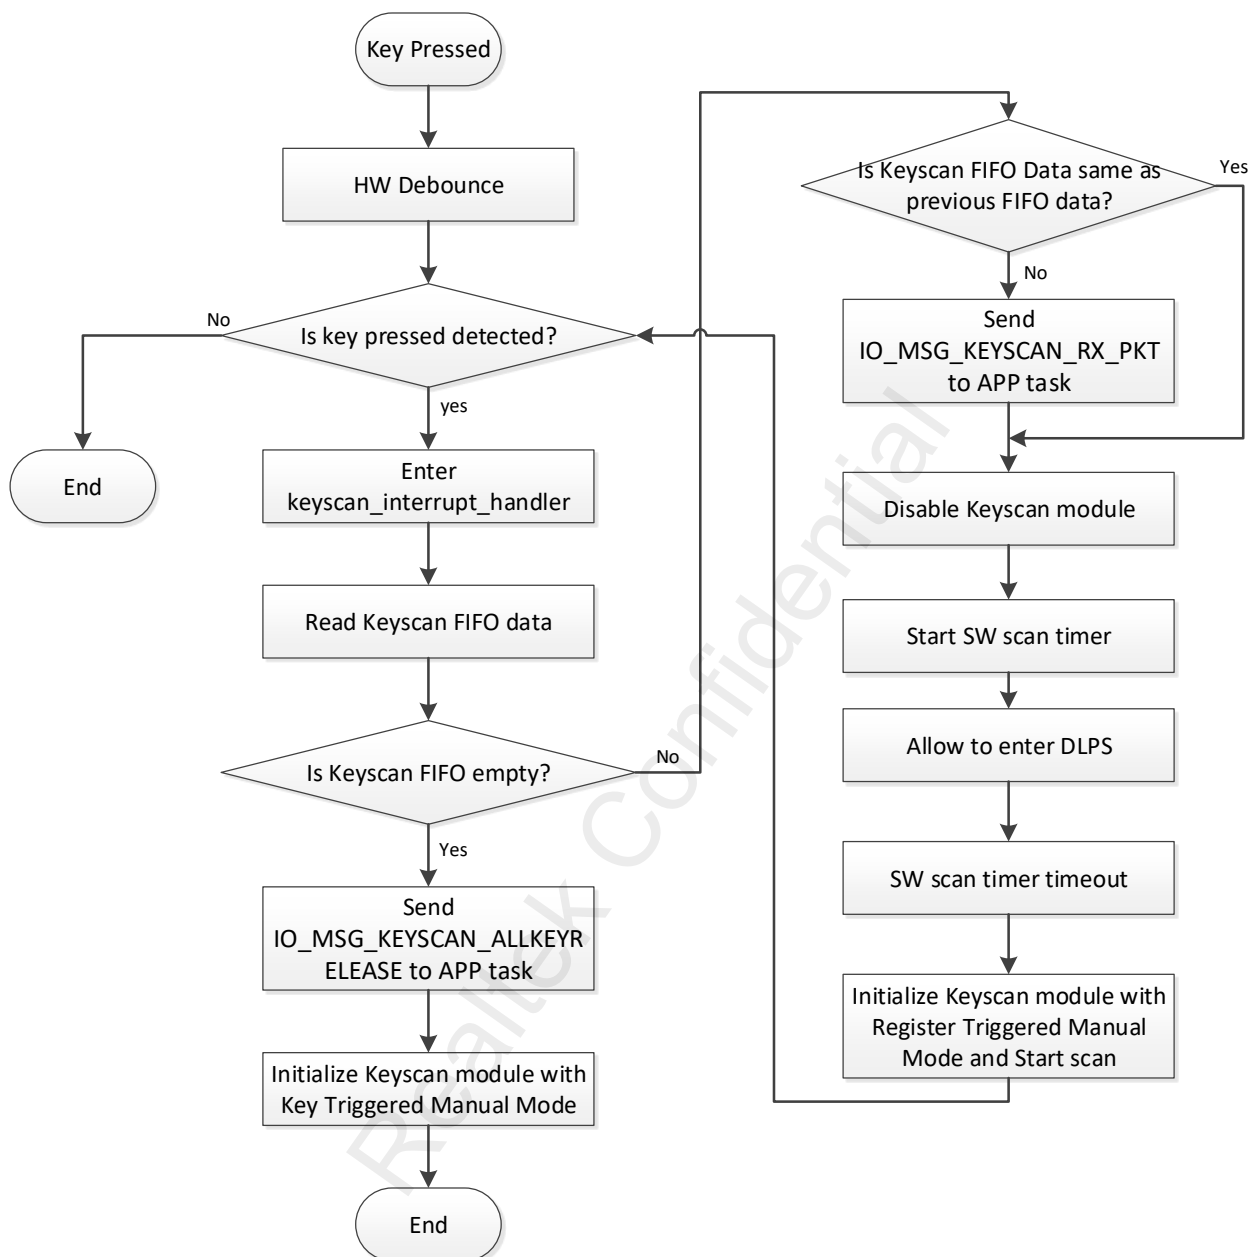 Key Pressed
HW Debounce
Is key pressed detected?
No
yes
End
Enter
keyscan_interrupt_handler
Read Keyscan FIFO data
Is Keyscan FIFO empty?
No
Yes
Send
IO_MSG_KEYSCAN_ALLKEYR
ELEASE to APP task
Initialize Keyscan module with
Key Triggered Manual Mode
End
Is Keyscan FIFO Data same as
previous FIFO data?
Yes
No
Send
IO_MSG_KEYSCAN_RX_PKT
to APP task
Disable Keyscan module
Start SW scan timer
Allow to enter DLPS
SW scan timer timeout
Initialize Keyscan module with
Register Triggered Manual
Mode and Start scan
Realtek Confidential